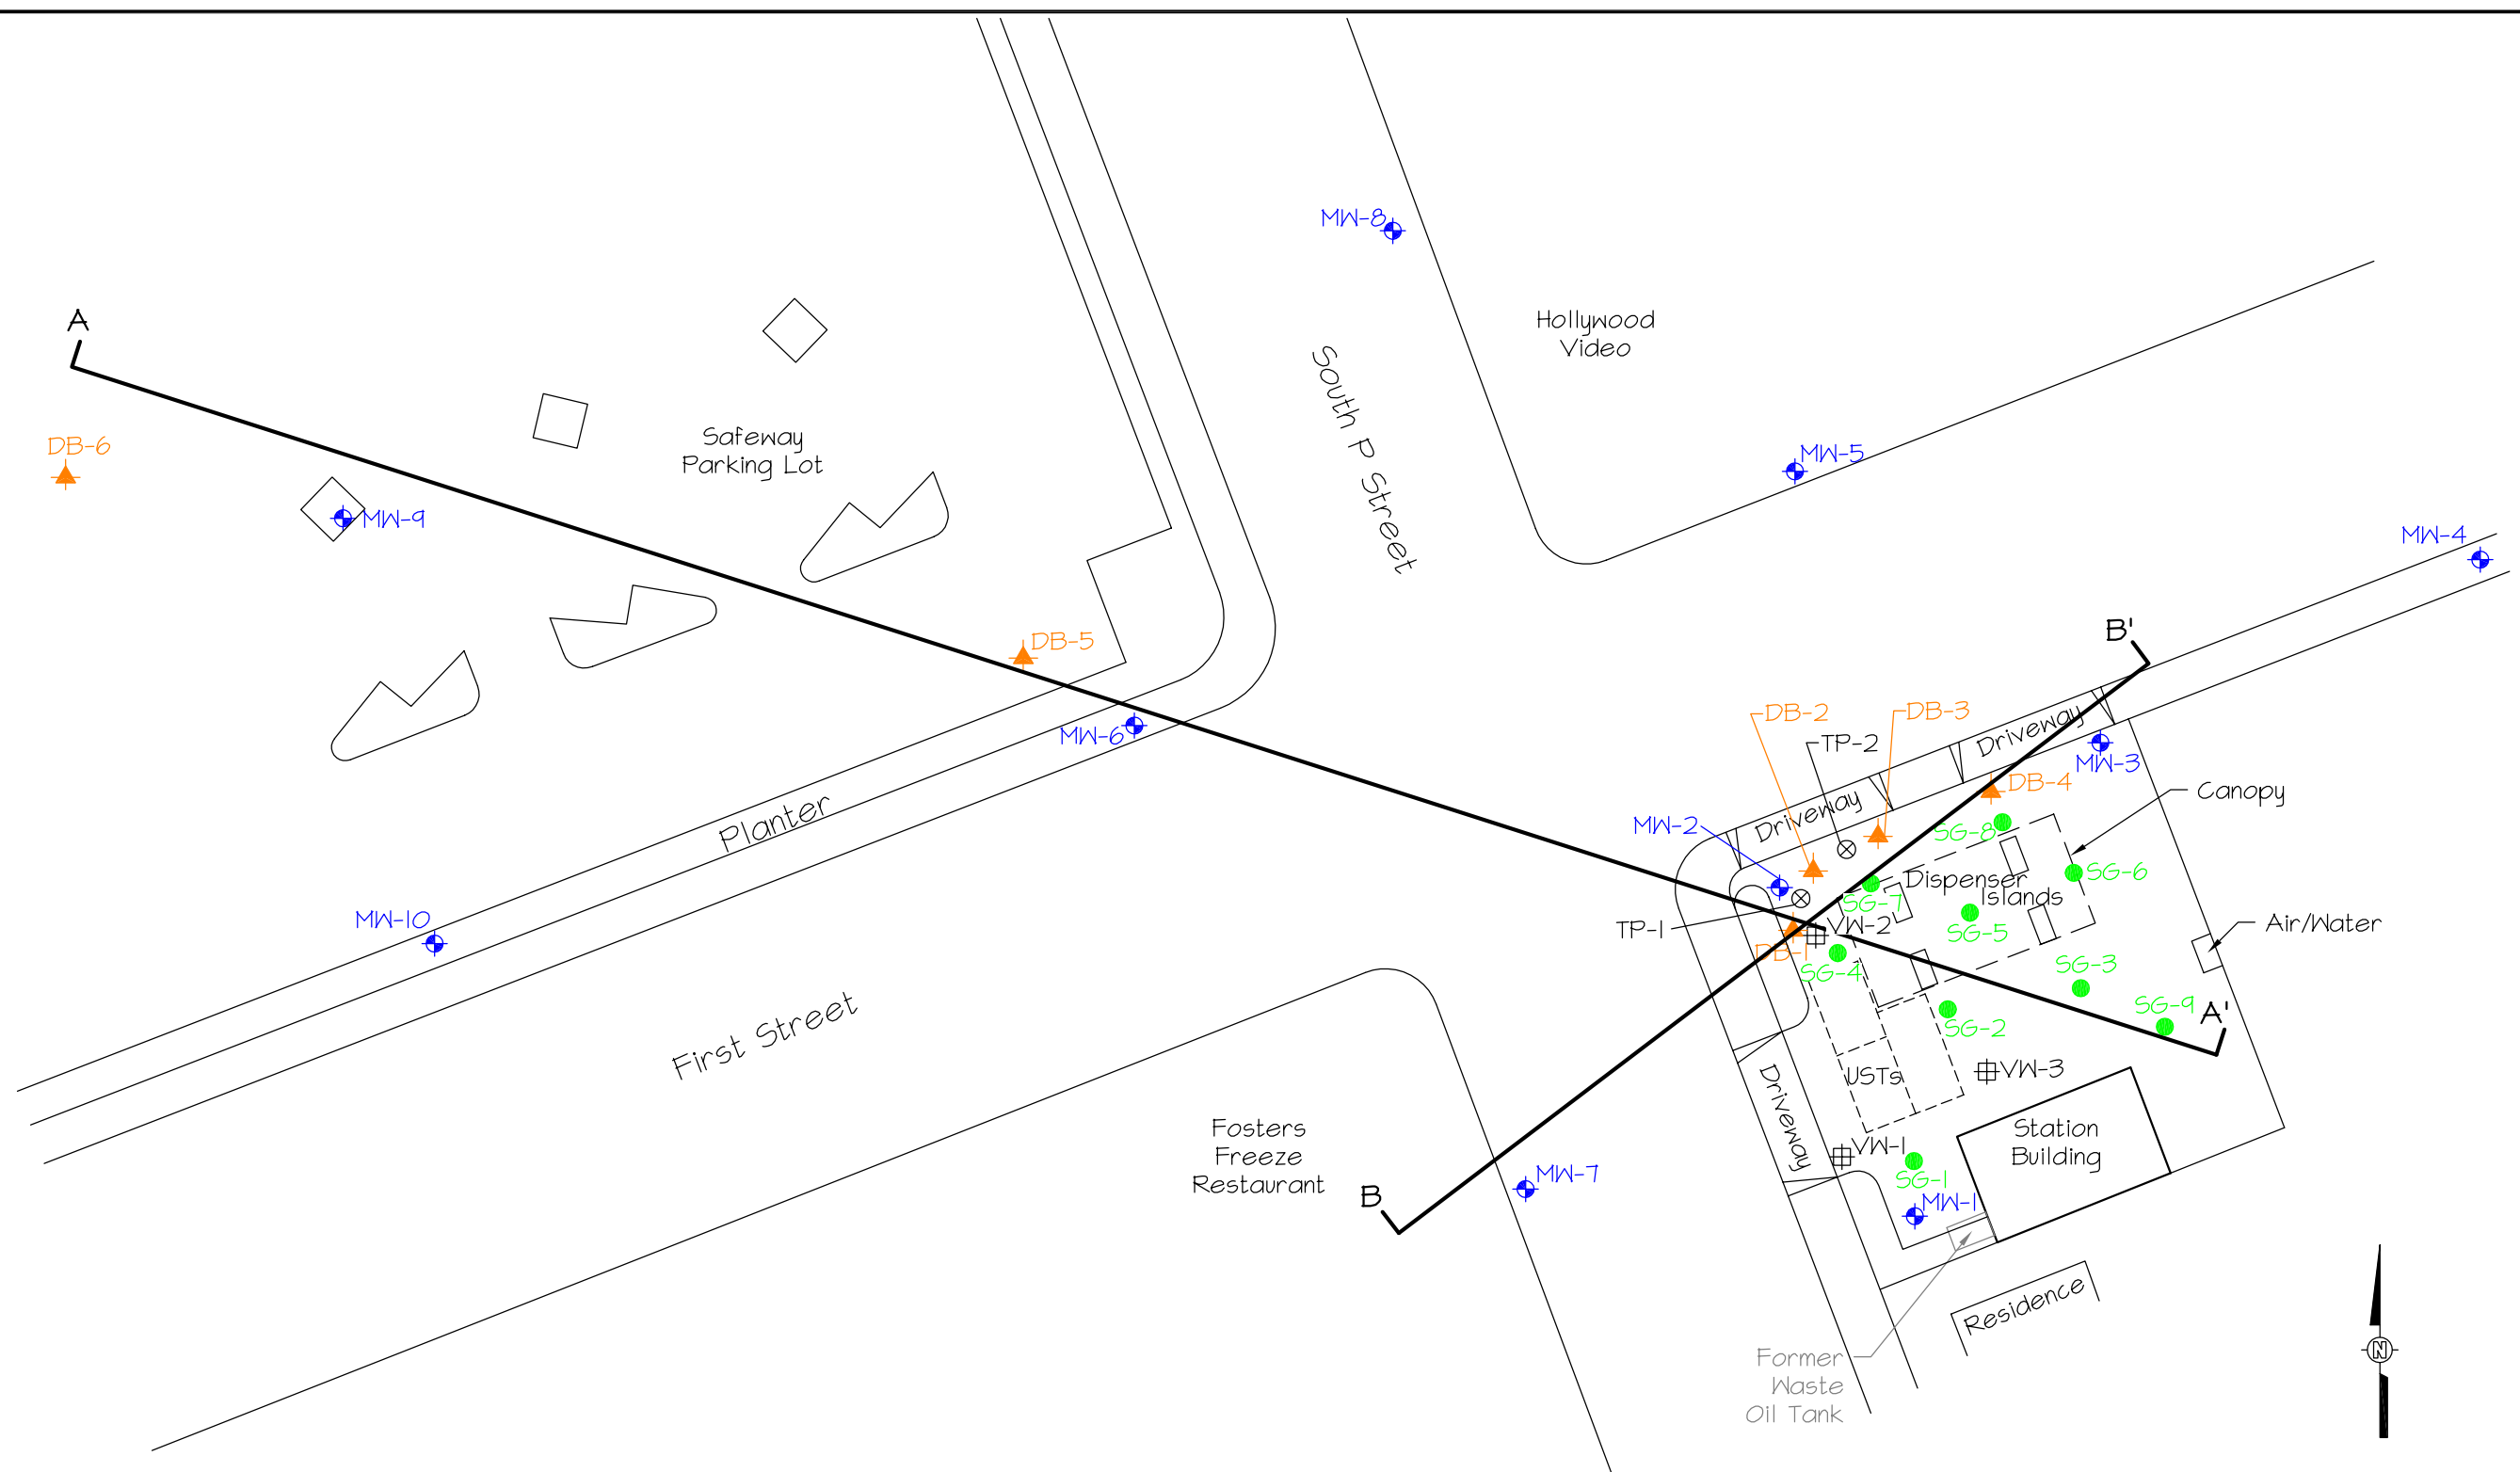 MW-8
A
Hollywood
Video
South P Street
DB-6
Safeway
Parking Lot
MW-5
MW-9
MW-4
B'
DB-5
MW-6
DB-2
DB-3
TP-2
Driveway
MW-3
DB-4
Canopy
Planter
Driveway
MW-2
SG-8
SG-6
Dispenser
Islands
SG-7
MW-10
TP-1
VW-2
SG-5
Air/Water
DB-1
SG-4
SG-3
First Street
SG-9
A'
SG-2
USTs
VW-3
Driveway
Fosters
Freeze
Restaurant
Station
Building
VW-1
MW-7
SG-1
B
MW-1
Residence
Former
Waste
Oil Tank
N